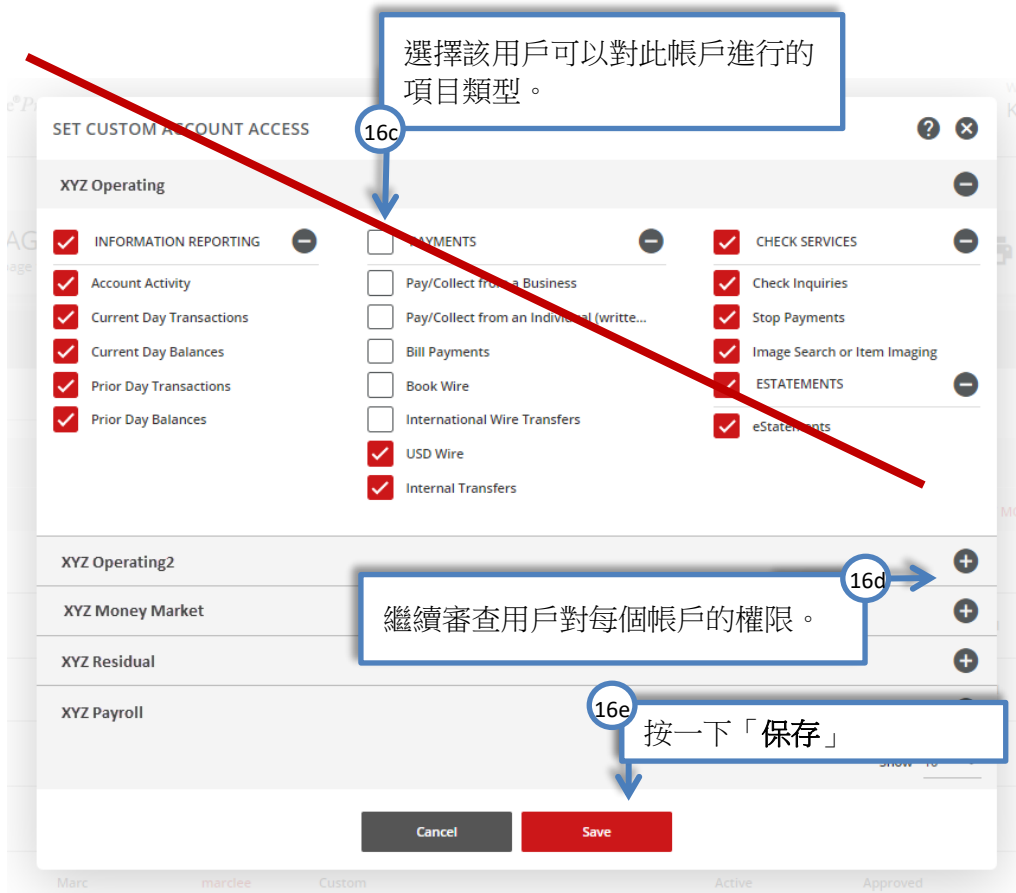 選擇該用戶可以對此帳戶進行的
項目類型。
16c
SET CUSTOM ACCOUNT ACCESS
XYZ Operating
INFORMATION REPORTING
Account Activity
Current Day Transactions
Current Day Balances
Prior Day Transactions
Prior Day Balances
PAYMENTS
Pay/Collect from a Business
Pay/Collect from an Individual (writte...
Bill Payments
Book Wire
International Wire Transfers
USD Wire
Internal Transfers
CHECK SERVICES
Check Inquiries
Stop Payments
Image Search or Item Imaging
ESTATEMENTS
eStatements
XYZ Operating2
16d
繼續審查用戶對每個帳戶的權限。
XYZ Money Market
XYZ Residual
XYZ Payroll
16e
按一下「保存」
Show 10
Cancel
Save
Marc marclee Custom Active Approved